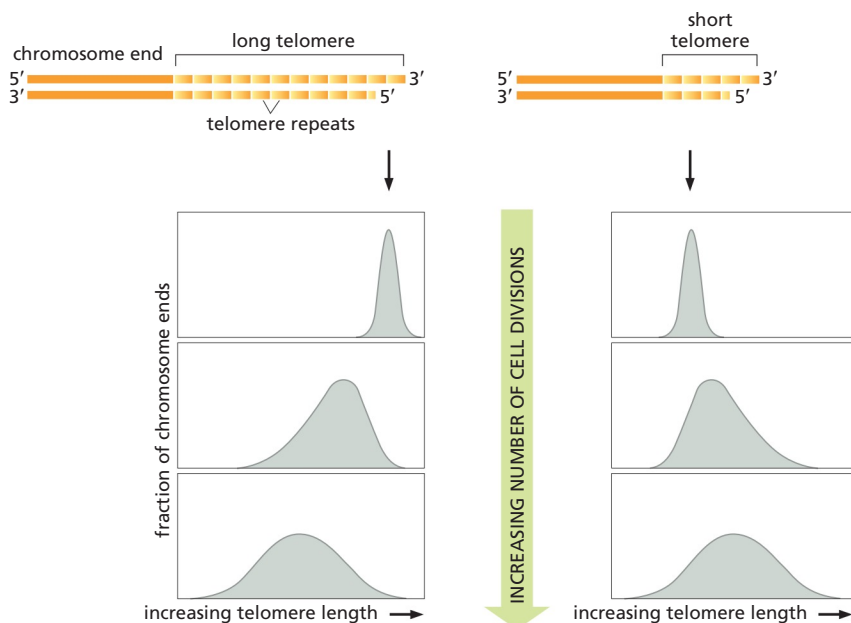 chromosome end
long telomere
5′
3′
3′
5′
telomere repeats
short
telomere
5′
3′
3′
5′
fraction of chromosome ends
INCREASING NUMBER OF CELL DIVISIONS
increasing telomere length
increasing telomere length